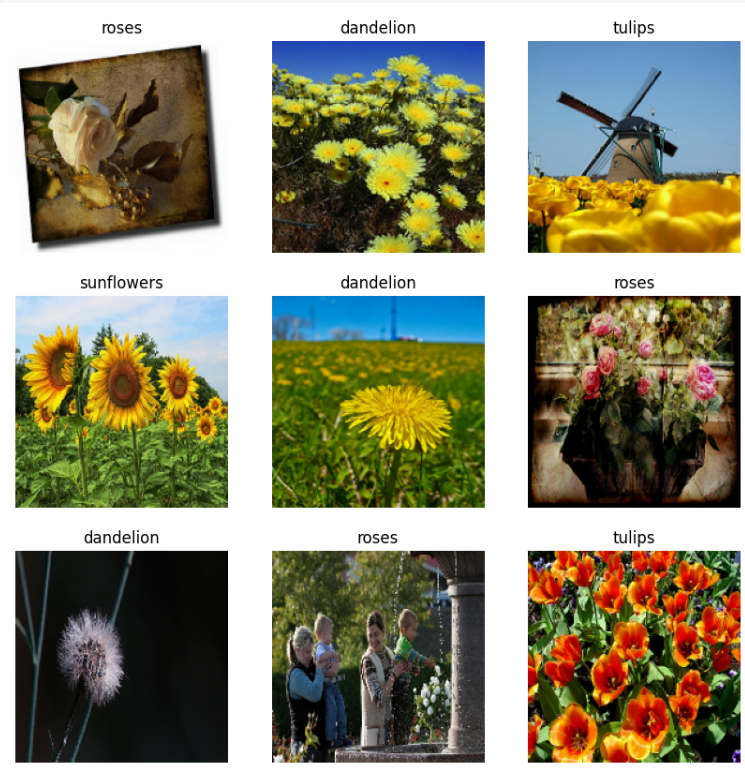 roses
dandelion
tulips
sunflowers
dandelion
roses
dandelion
roses
tulips